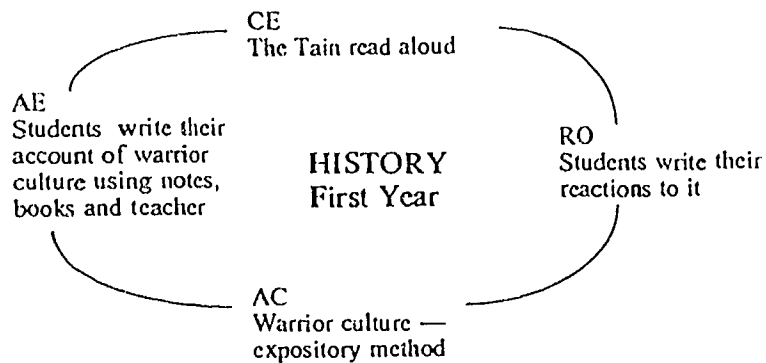 CE
The Tain read aloud
AE
Students write their
account of warrior
culture using notes,
books and teacher
HISTORY
First Year
RO
Students write their
reactions to it
AC
Warrior culture —
expository method